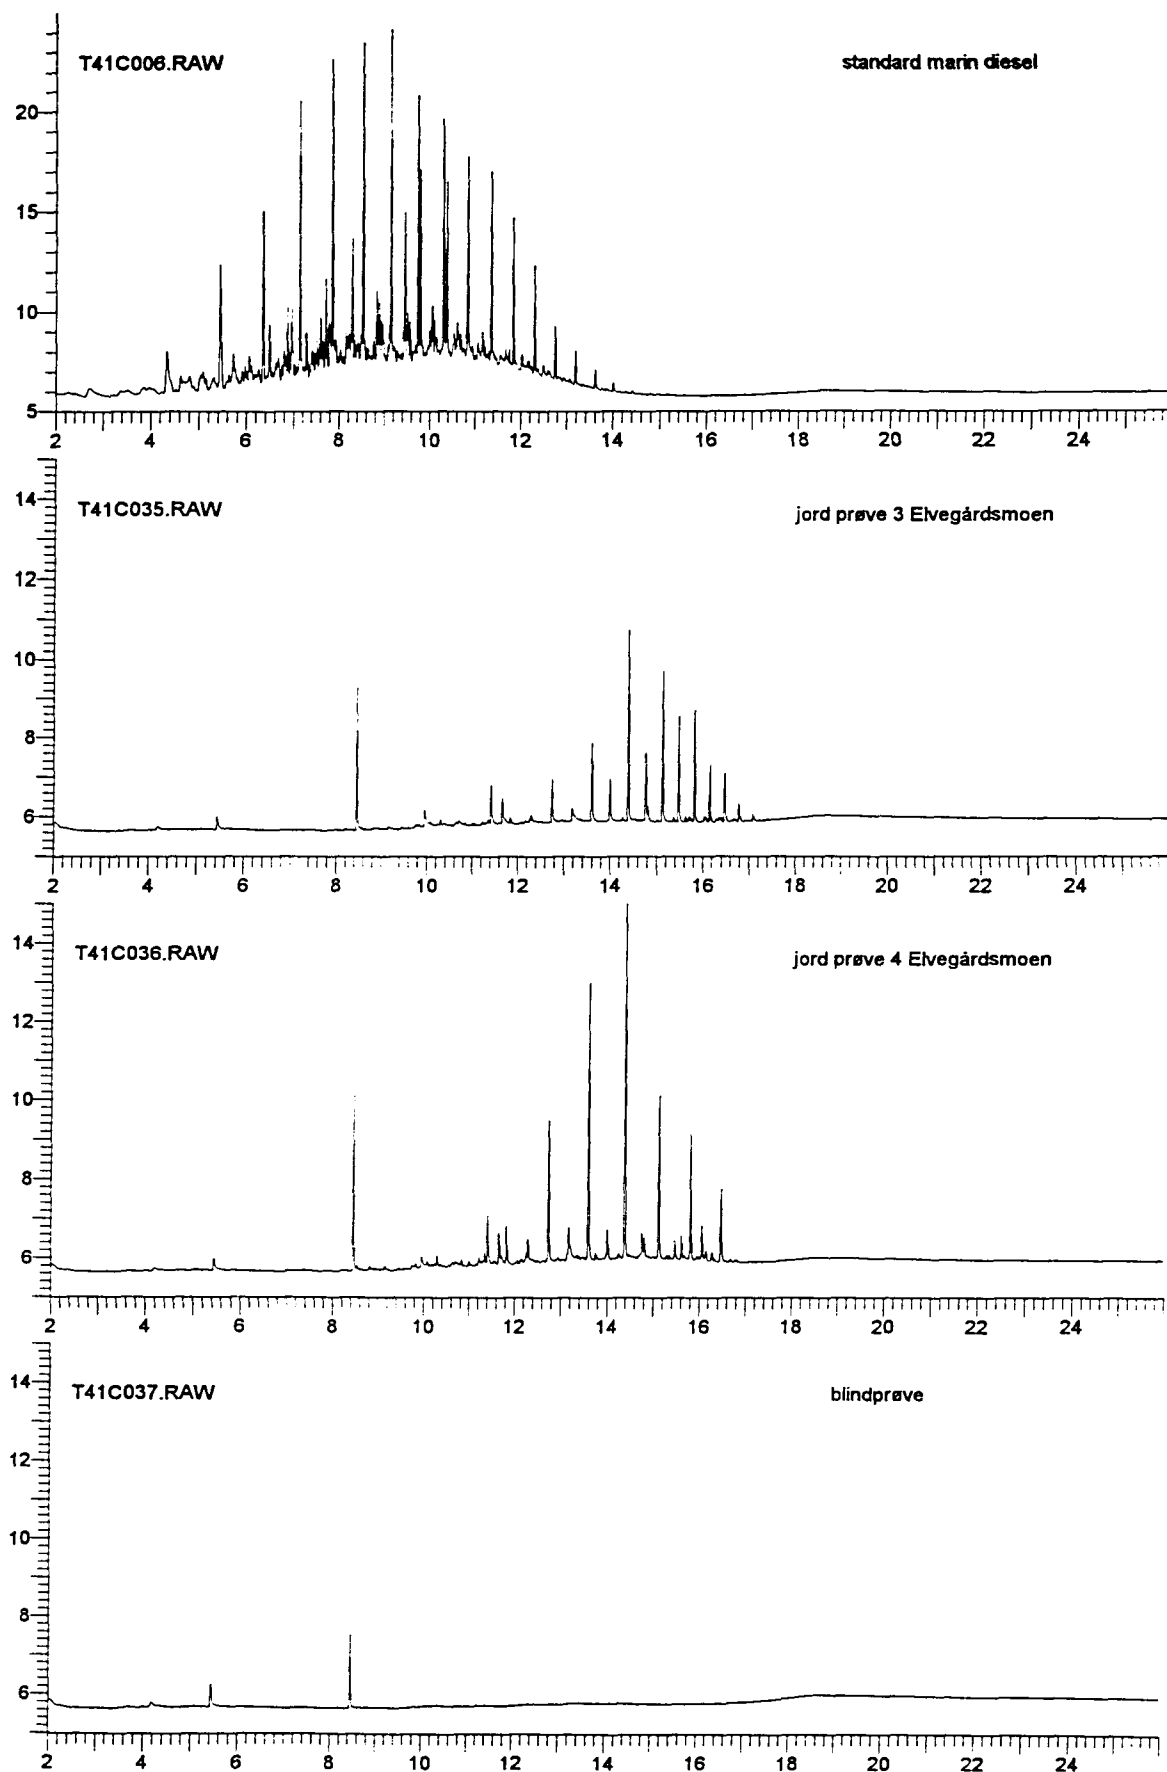 T41C006.RAW
standard marin diesel
20
15
10
5
2 4 6 8 10 12 14 16 18 20 22 24
T41C035.RAW
jord prøve 3 Elvegårdsmoen
14
12
10
8
6
2 4 6 8 10 12 14 16 18 20 22 24
T41C036.RAW
jord prøve 4 Elvegårdsmoen
14
12
10
8
6
2 4 6 8 10 12 14 16 18 20 22 24
T41C037.RAW
blindprøve
14
12
10
8
6
2 4 6 8 10 12 14 16 18 20 22 24